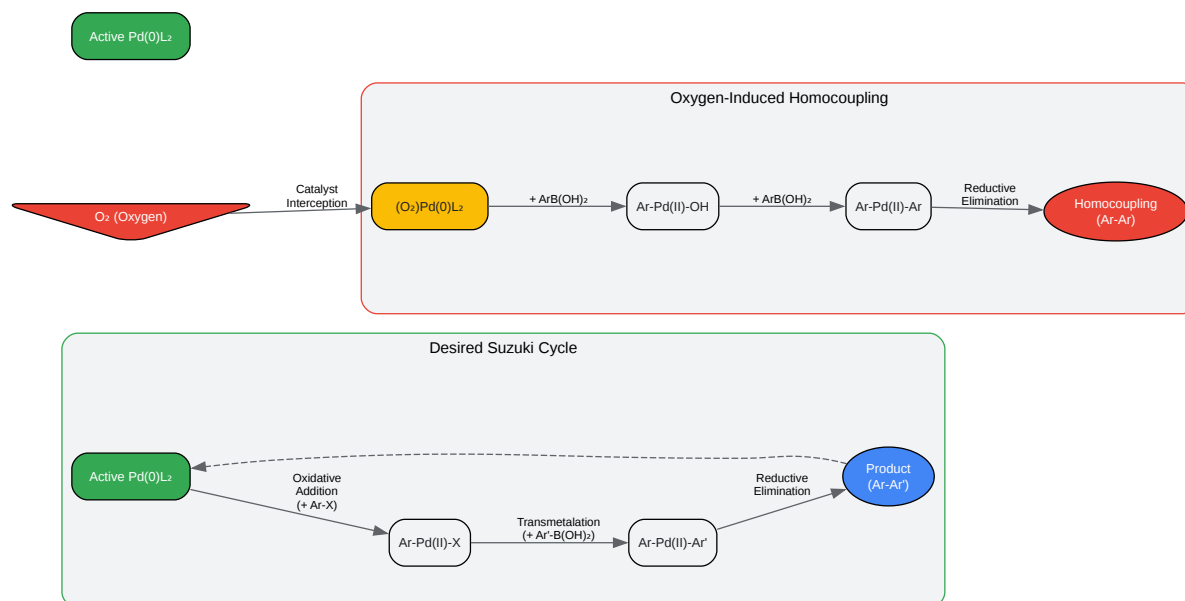 Active Pd(0)L₂
Oxygen-Induced Homocoupling
O₂ (Oxygen)
Catalyst
Interception
(O₂)Pd(0)L₂
+ ArB(OH)₂
Ar-Pd(II)-OH
+ ArB(OH)₂
Ar-Pd(II)-Ar
Reductive
Elimination
Homocoupling
(Ar-Ar)
Desired Suzuki Cycle
Active Pd(0)L₂
Oxidative
Addition
(+ Ar-X)
Ar-Pd(II)-X
Transmetalation
(+ Ar'-B(OH)₂)
Ar-Pd(II)-Ar'
Reductive
Elimination
Product
(Ar-Ar')